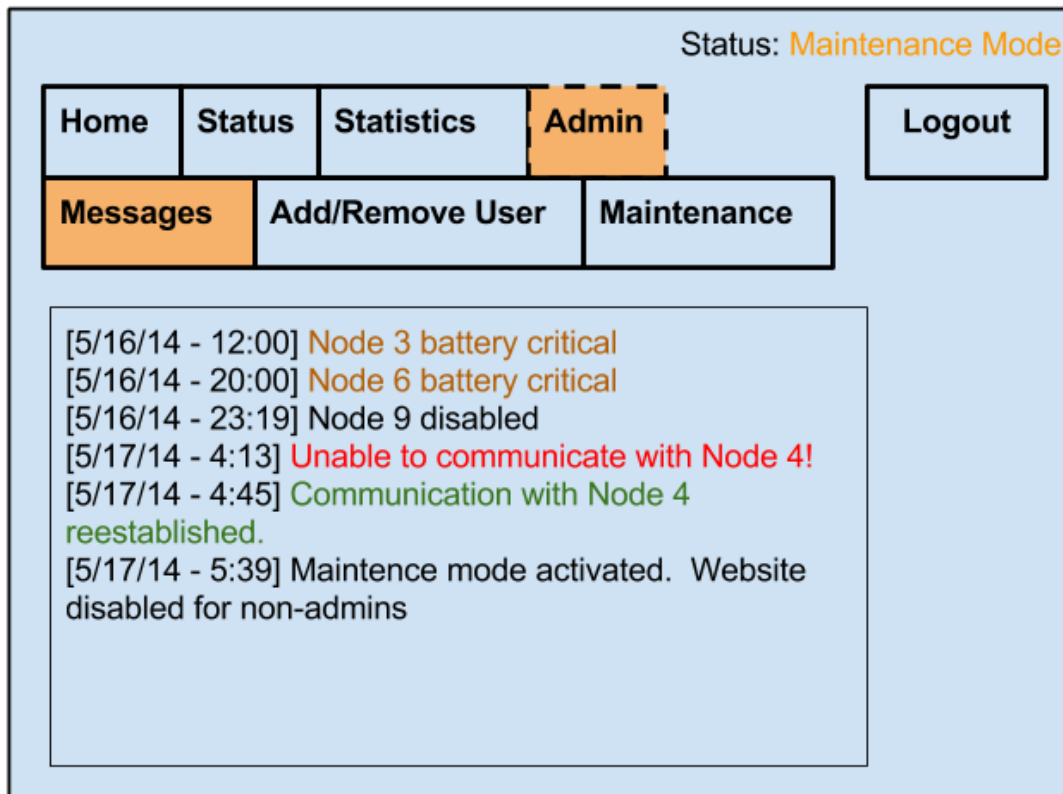 Status: Maintenance Mode
Home Status Statistics Admin Logout
Messages Add/Remove User Maintenance
[5/16/14 - 12:00] Node 3 battery critical
[5/16/14 - 20:00] Node 6 battery critical
[5/16/14 - 23:19] Node 9 disabled
[5/17/14 - 4:13] Unable to communicate with Node 4!
[5/17/14 - 4:45] Communication with Node 4
reestablished.
[5/17/14 - 5:39] Maintence mode activated.  Website
disabled for non-admins